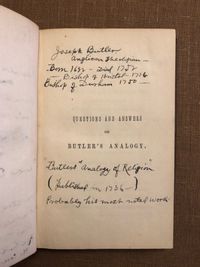 Joseph Butler
Anglican Theologian —
Born 1692 — Died 1752
— Bishop of Bristol - 1736
Bishop of Durham 1750 —
QUESTIONS AND ANSWERS
ON
BUTLER'S ANALOGY,
Butler's "Analogy of Religion"
(Published in 1736 —)
Probably his most noted work